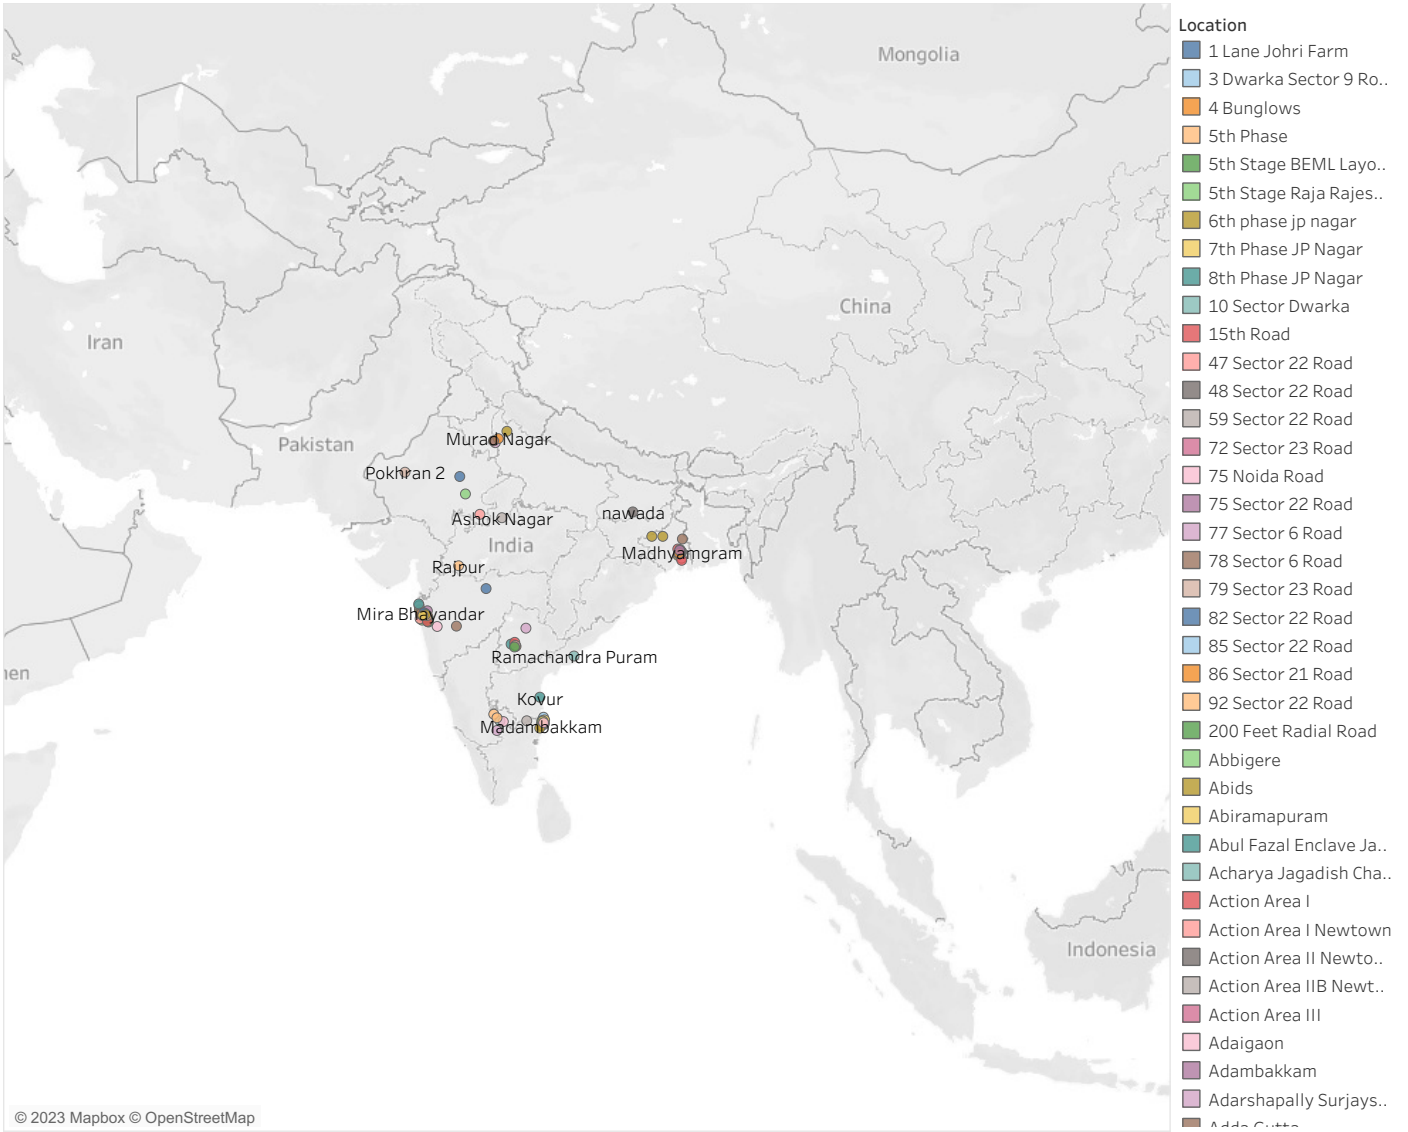 Mongolia
China
Iran
Pakistan
Murad Nagar
Pokhran 2
nawada
Ashok Nagar
India
Madhyamgram
Rajpur
Mira Bhayandar
Ramachandra Puram
men
Kovur
Madambakkam
Indonesia
© 2023 Mapbox © OpenStreetMap
Location
1 Lane Johri Farm
3 Dwarka Sector 9 Ro..
4 Bunglows
5th Phase
5th Stage BEML Layo..
5th Stage Raja Rajes..
6th phase jp nagar
7th Phase JP Nagar
8th Phase JP Nagar
10 Sector Dwarka
15th Road
47 Sector 22 Road
48 Sector 22 Road
59 Sector 22 Road
72 Sector 23 Road
75 Noida Road
75 Sector 22 Road
77 Sector 6 Road
78 Sector 6 Road
79 Sector 23 Road
82 Sector 22 Road
85 Sector 22 Road
86 Sector 21 Road
92 Sector 22 Road
200 Feet Radial Road
Abbigere
Abids
Abiramapuram
Abul Fazal Enclave Ja..
Acharya Jagadish Cha..
Action Area I
Action Area I Newtown
Action Area II Newto..
Action Area IIB Newt..
Action Area III
Adaigaon
Adambakkam
Adarshapally Surjays..
Adda Gutta